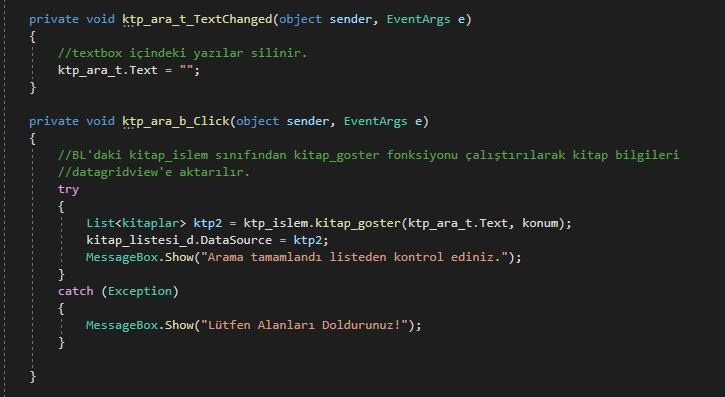 private void ktp_ara_t_TextChanged(object sender, EventArgs e)
{
//textbox içindeki yazılar silinir.
ktp_ara_t.Text = "";
}
private void ktp_ara_b_Click(object sender, EventArgs e)
{
//BL'daki kitap_islem sınıfından kitap_goster fonksiyonu çalıştırılarak kitap bilgileri
//datagridview'e aktarılır.
try
{
List<kitaplar> ktp2 = ktp_islem.kitap_goster(ktp_ara_t.Text, konum);
kitap_listesi_d.DataSource = ktp2;
MessageBox.Show("Arama tamamlandı listeden kontrol ediniz.");
}
catch (Exception)
{
MessageBox.Show("Lütfen Alanları Doldurunuz!");
}
}